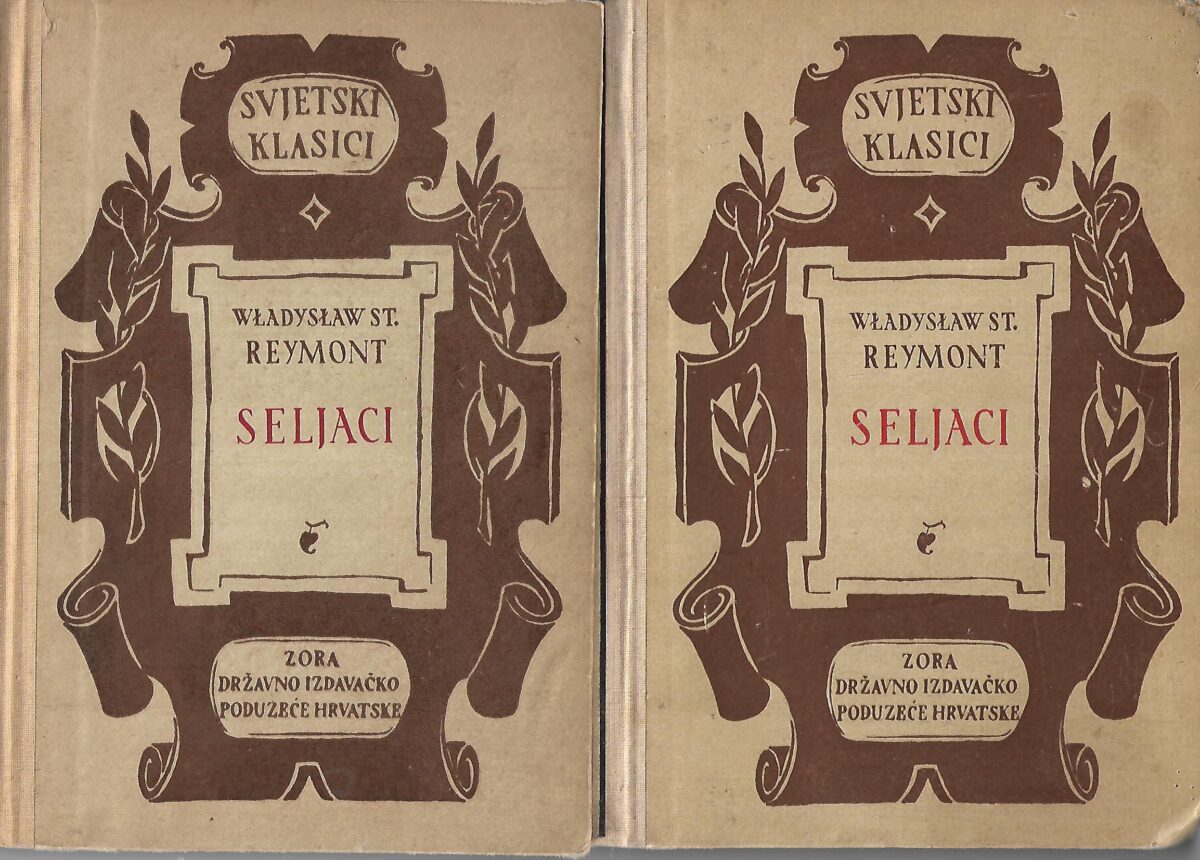 SVJETSKI
KLASICI
WŁADYSŁAW ST.
REYMONT
SELJACI
ZORA
DRŽAVNO IZDAVAČKO
PODUZEĆE HRVATSKE
SVJETSKI
KLASICI
WŁADYSŁAW ST.
REYMONT
SELJACI
ZORA
DRŽAVNO IZDAVAČKO
PODUZEĆE HRVATSKE